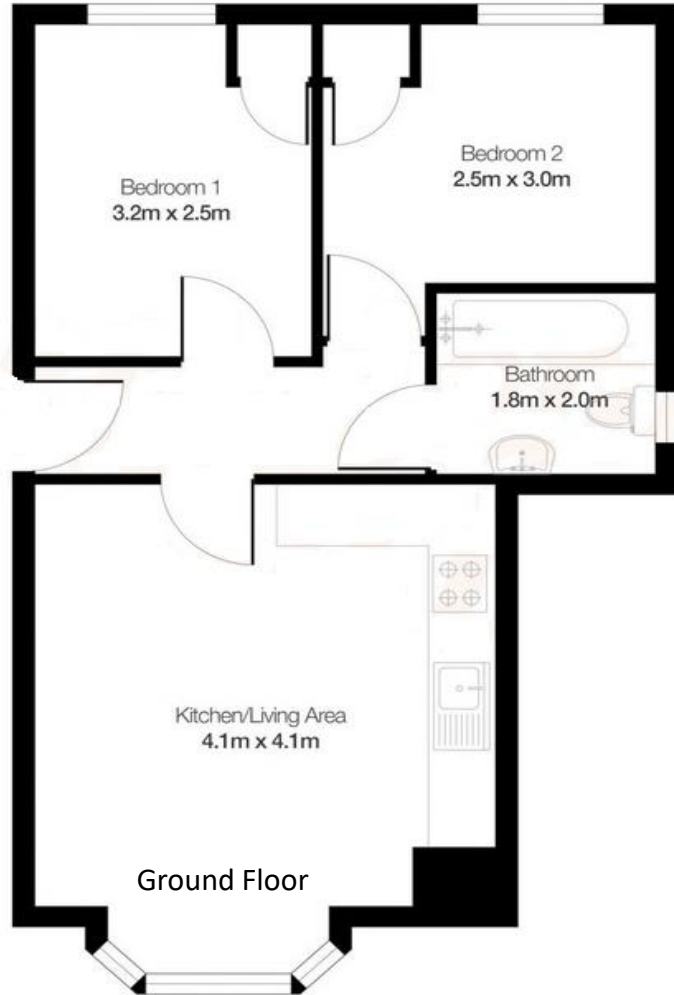 Bedroom 1
3.2m x 2.5m
Bedroom 2
2.5m x 3.0m
Bathroom
1.8m x 2.0m
Kitchen/Living Area
4.1m x 4.1m
Ground Floor